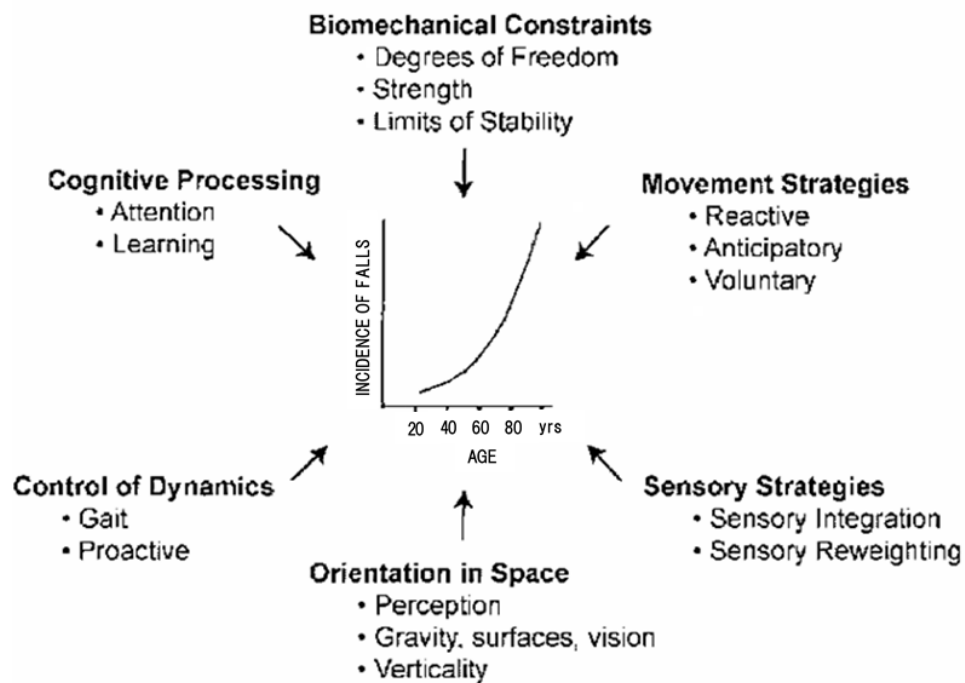 Biomechanical Constraints
• Degrees of Freedom
• Strength
• Limits of Stability
Cognitive Processing
• Attention
• Learning
Movement Strategies
• Reactive
• Anticipatory
• Voluntary
INCIDENCE OF FALLS
20 40 60 80 yrs
AGE
Control of Dynamics
• Gait
• Proactive
Sensory Strategies
• Sensory Integration
• Sensory Reweighting
Orientation in Space
• Perception
• Gravity, surfaces, vision
• Verticality